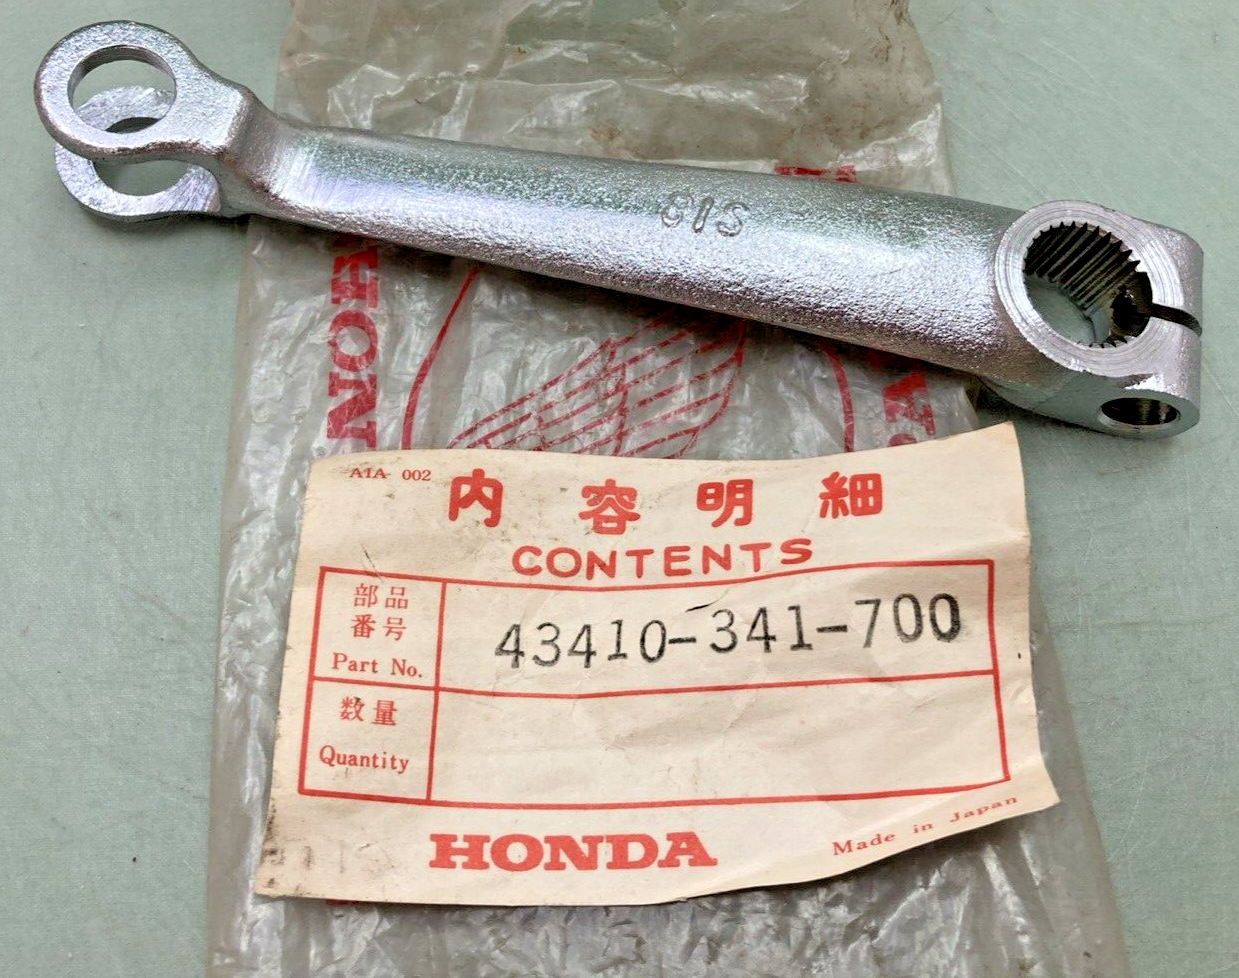 S18
HONDA
A1A 002
内容明細
CONTENTS
部品
番号
Part No.
43410-341-700
数量
Quantity
HONDA
Made in Japan